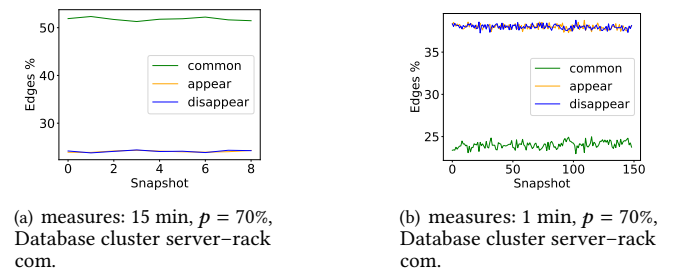 50
40
30
Edges %
common
appear
disappear
0 2 4 6 8
Snapshot
(a) measures: 15 min, p = 70%,
Database cluster server–rack
com.
35
30
25
Edges %
common
appear
disappear
0 50 100 150
Snapshot
(b) measures: 1 min, p = 70%,
Database cluster server–rack
com.